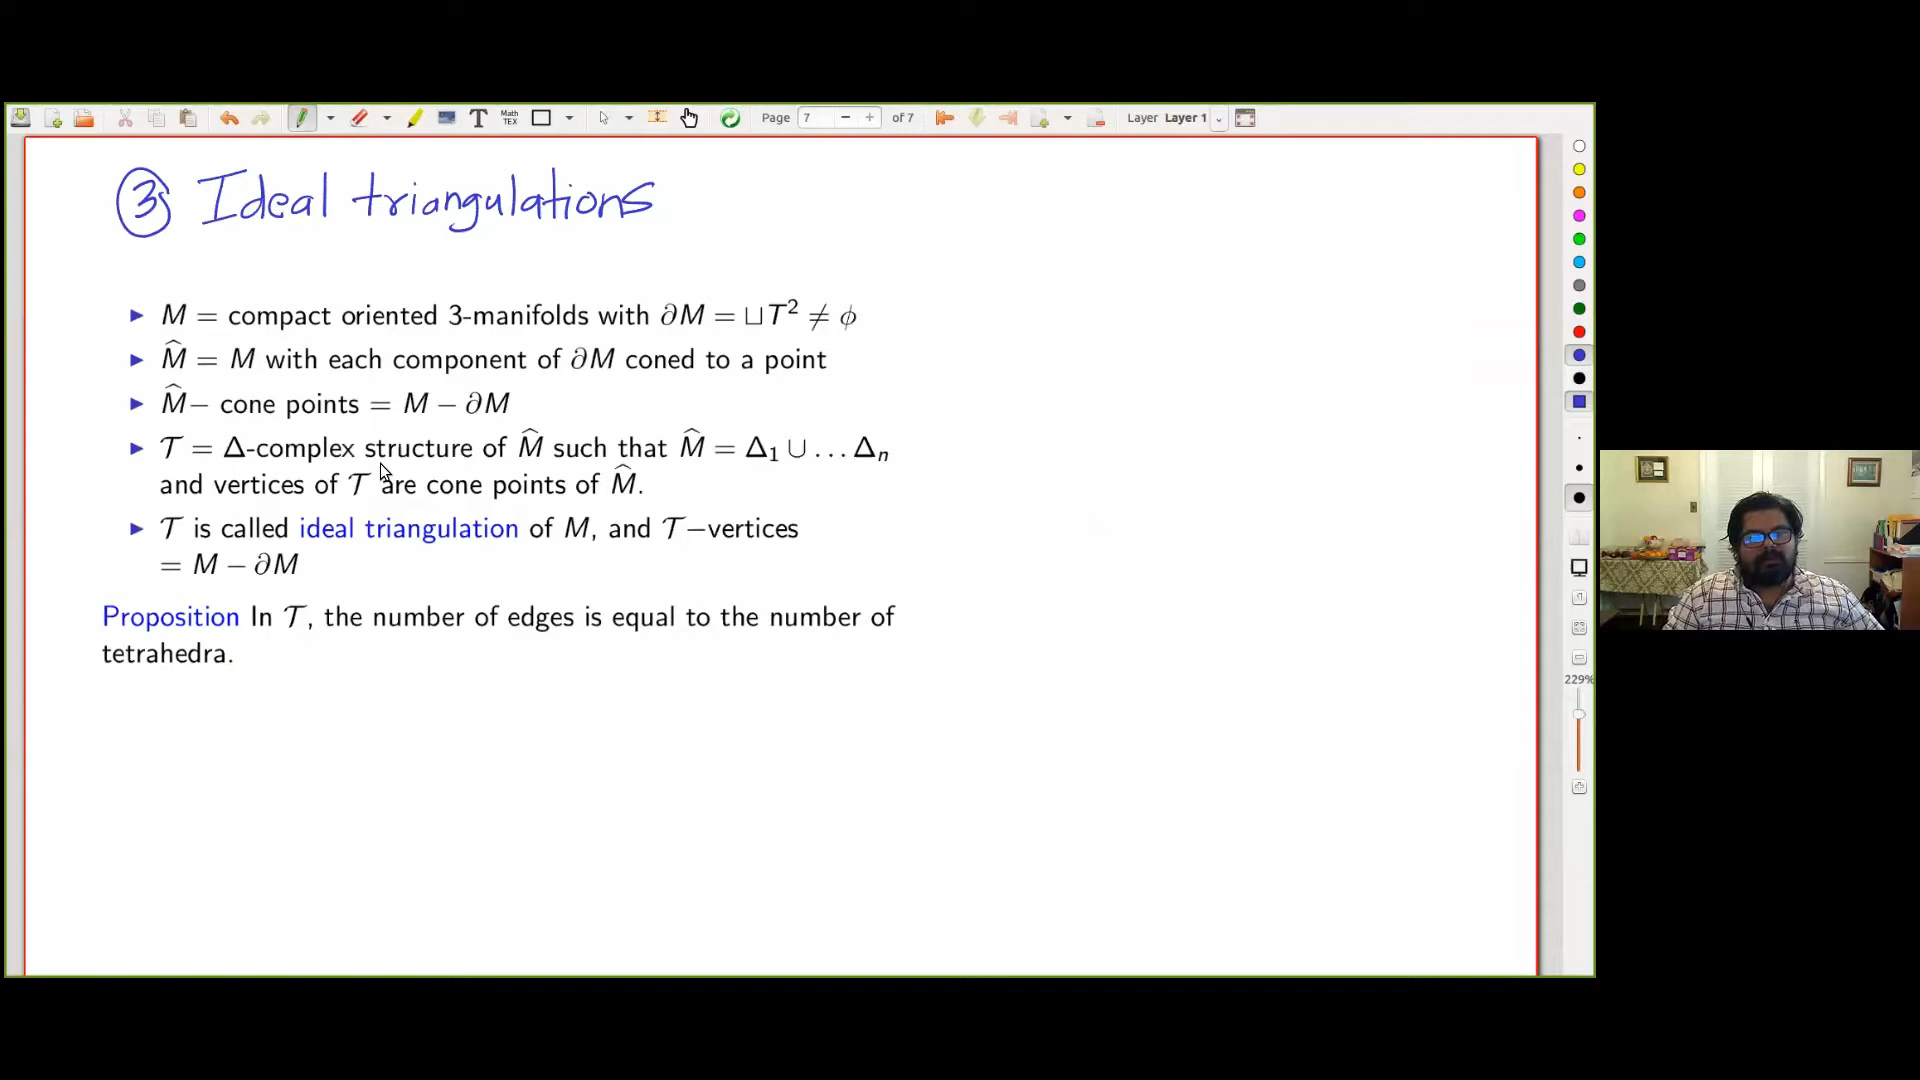 Math
TEX
T
Page 7 − + of 7
Layer Layer 1
③ Ideal triangulations
▶ M = compact oriented 3-manifolds with ∂M = ⊔T² ≠ ϕ
▶ M̂ = M with each component of ∂M coned to a point
▶ M̂− cone points = M − ∂M
▶ 𝒯 = Δ-complex structure of M̂ such that M̂ = Δ₁ ∪ … Δₙ
and vertices of 𝒯 are cone points of M̂.
▶ 𝒯 is called ideal triangulation of M, and 𝒯−vertices
= M − ∂M
Proposition In 𝒯, the number of edges is equal to the number of
tetrahedra.
229%